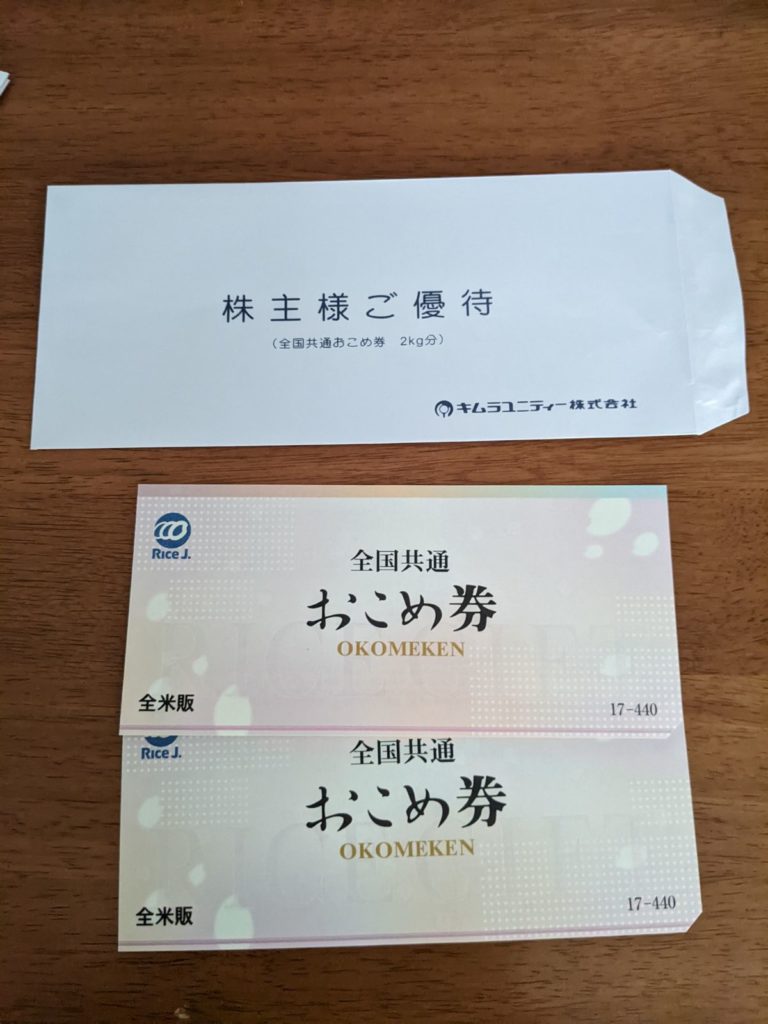 株主様ご優待
（全国共通おこめ券 2kg分）
キムラユニティー株式会社
Rice J.
全国共通
おこめ券
OKOMEKEN
全米販
17-440
Rice J.
全国共通
おこめ券
OKOMEKEN
全米販
17-440